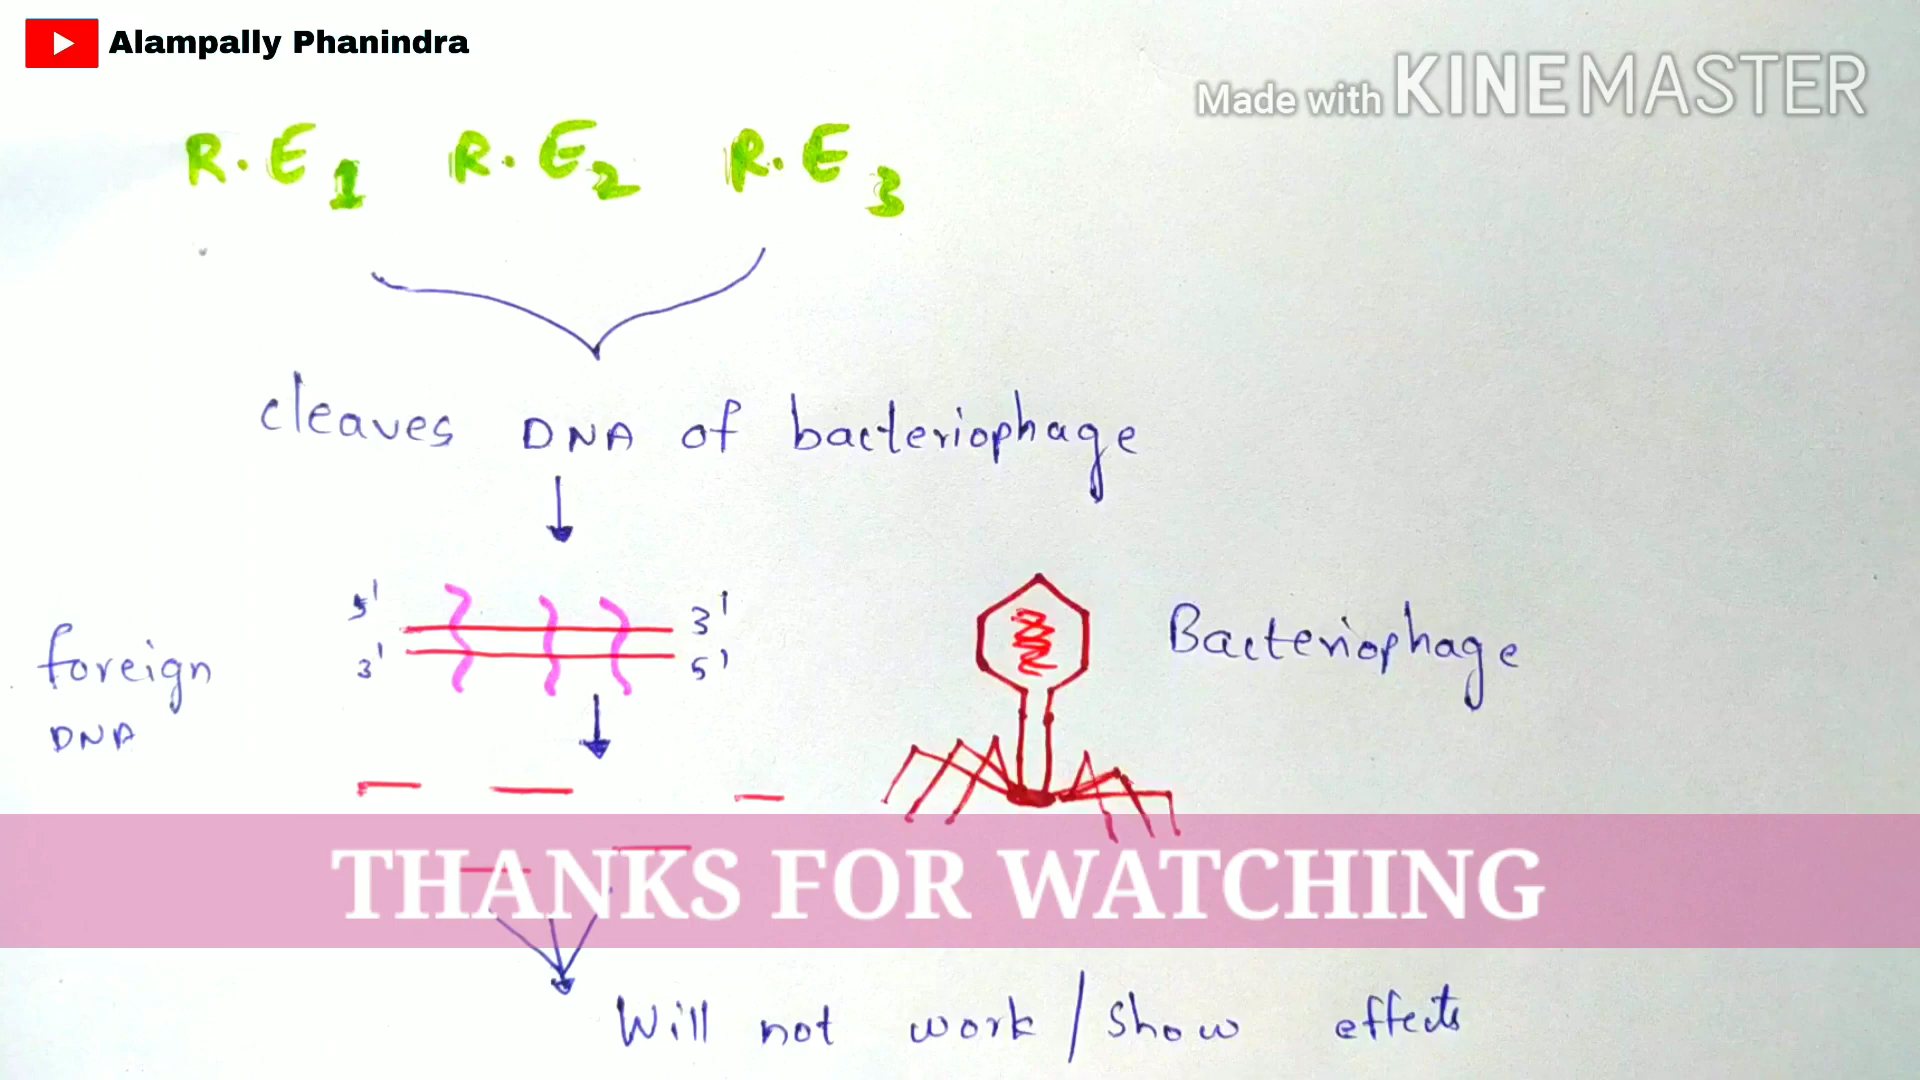 Alampally Phanindra
Made with KINEMASTER
R.E1 R.E2 R.E3
cleaves DNA of bacteriophage
5' 3'
3' 5'
foreign
DNA
Bacteriophage
THANKS FOR WATCHING
Will not work / show effects